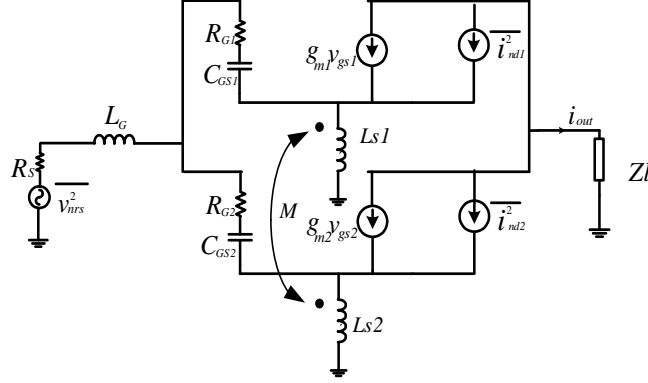 R_G1
C_GS1
g_m1 v_gs1
i²_nd1
L_G
Ls1
i_out
R_S
v²_nrs
Zl
R_G2
M
C_GS2
g_m2 v_gs2
i²_nd2
Ls2